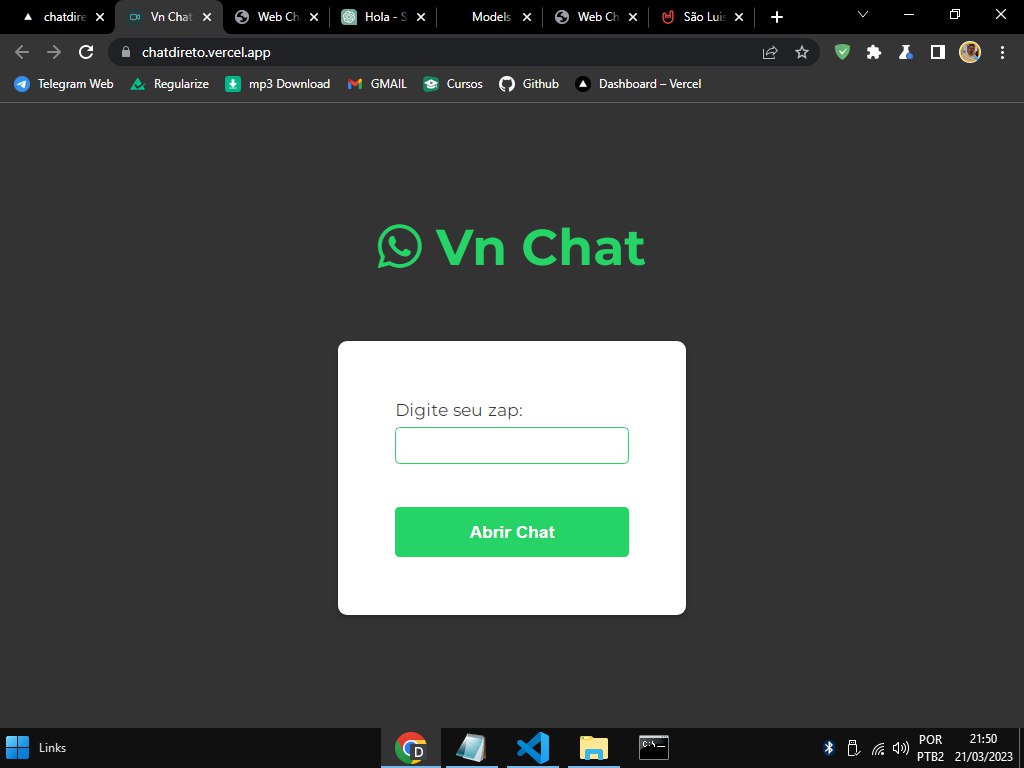 chatdire
Vn Chat
Web Ch
Hola - S
Models
Web Ch
São Luis
chatdireto.vercel.app
Telegram Web
Regularize
mp3 Download
GMAIL
Cursos
Github
Dashboard – Vercel
Vn Chat
Digite seu zap:
Abrir Chat
Links
POR
PTB2
21:50
21/03/2023